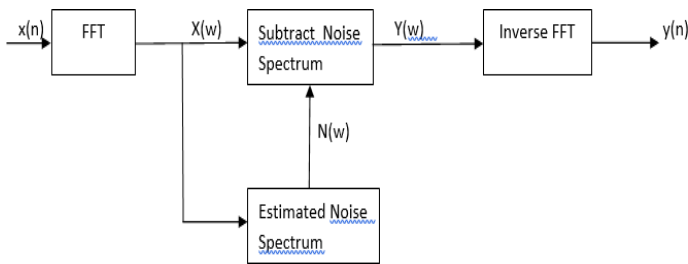 x(n)
FFT
X(w)
Subtract Noise
Spectrum
Y(w)
Inverse FFT
y(n)
N(w)
Estimated Noise
Spectrum